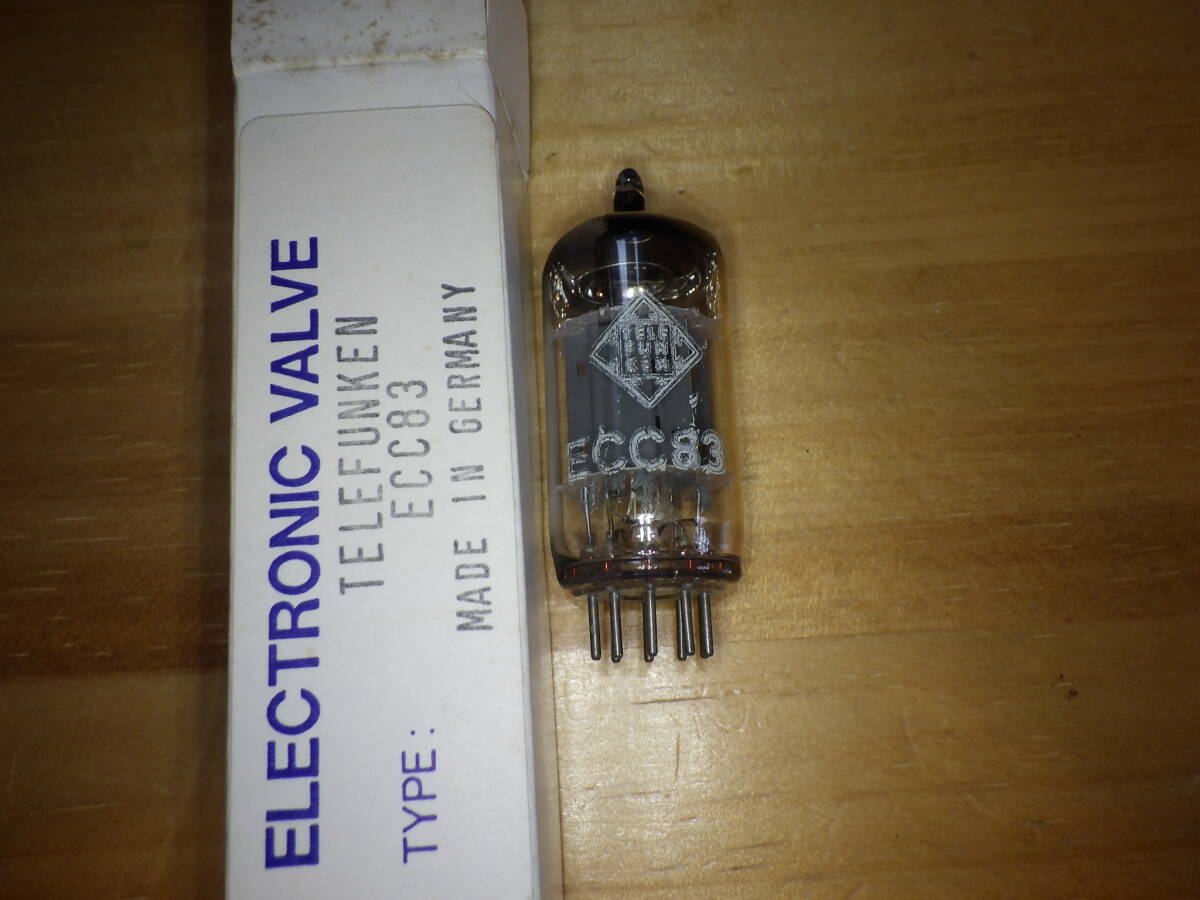 ELECTRONIC VALVE
TELEFUNKEN
TYPE: ECC83
MADE IN GERMANY
TELE
FUN
KEN
ECC83